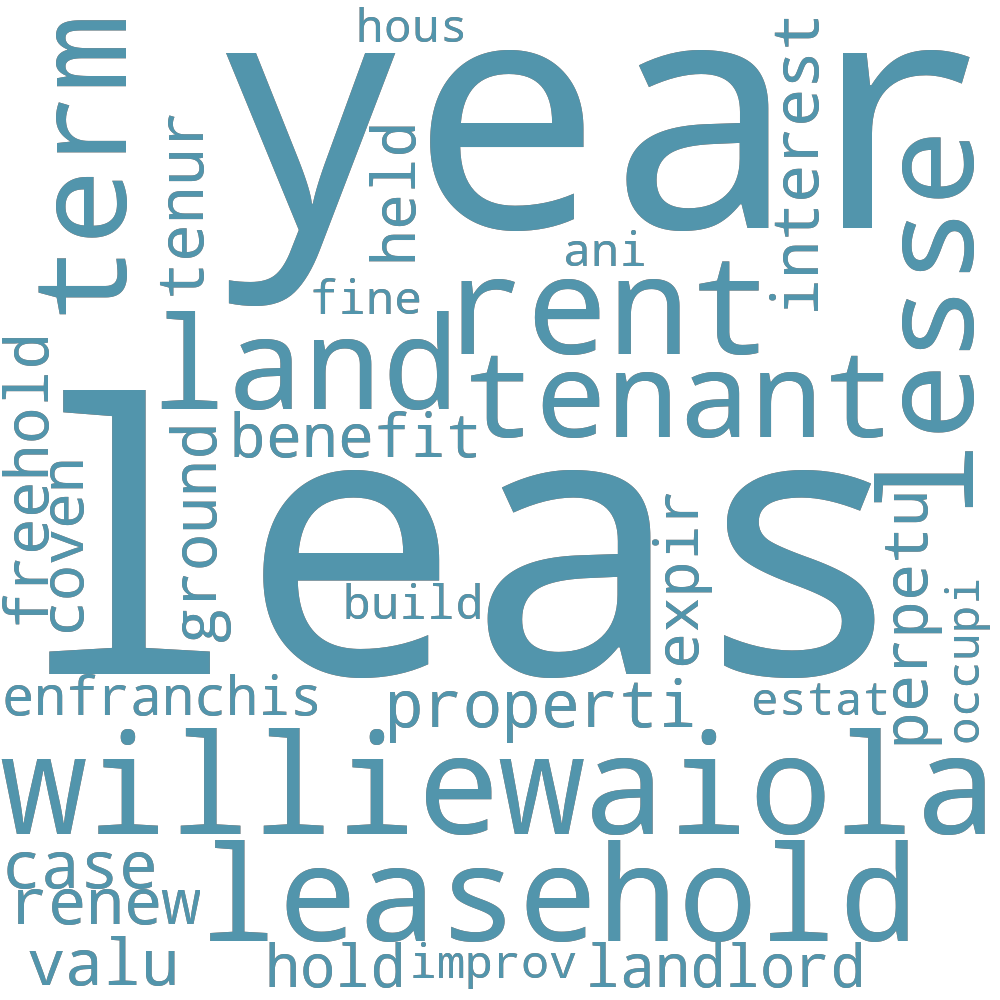 hous
year
term
interest
tenur
held
lesse
ani
fine
rent
land
tenant
freehold
benefit
leas
coven
ground
expir
perpetu
build
occupi
enfranchis
properti
estat
williewaiola
case
leasehold
renew
valu
hold
improv
landlord